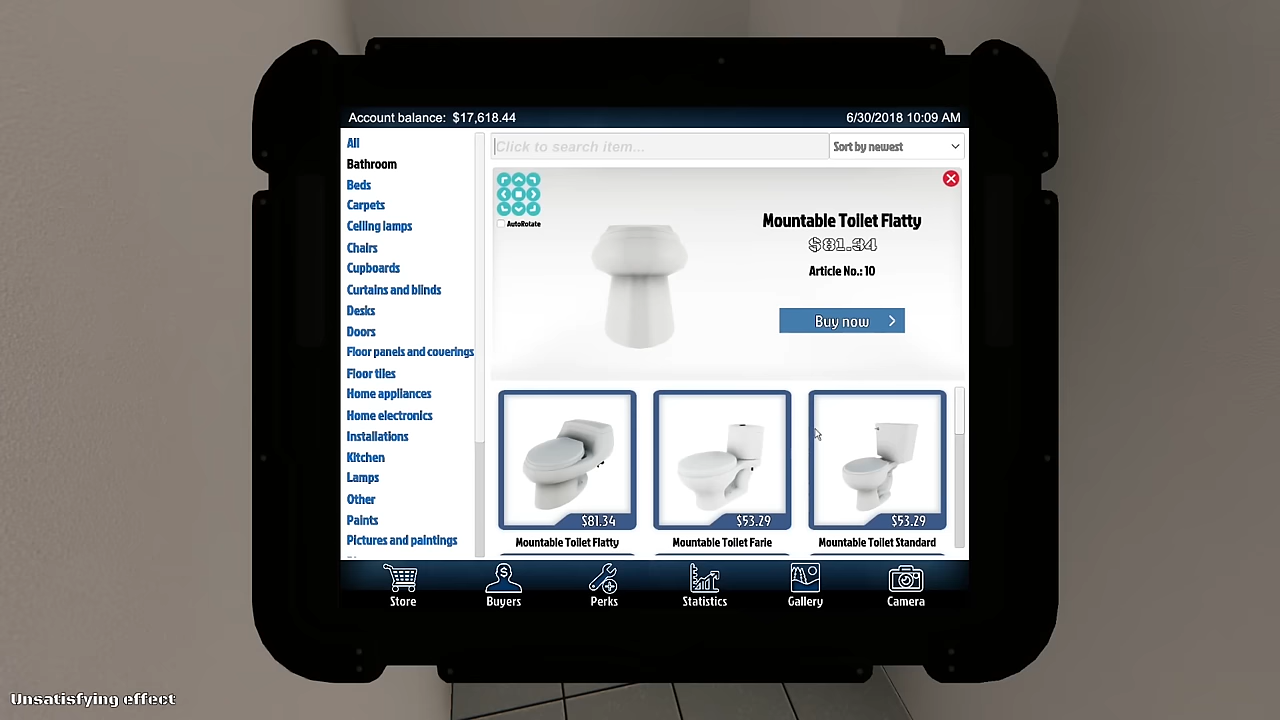 Account balance: $17,618.44
6/30/2018 10:09 AM
All
Bathroom
Beds
Carpets
Ceiling lamps
Chairs
Cupboards
Curtains and blinds
Desks
Doors
Floor panels and coverings
Floor tiles
Home appliances
Home electronics
Installations
Kitchen
Lamps
Other
Paints
Pictures and paintings
Click to search item...
Sort by newest
AutoRotate
Mountable Toilet Flatty
$81.34
Article No.: 10
Buy now
$81.34
$53.29
$53.29
Mountable Toilet Flatty
Mountable Toilet Farie
Mountable Toilet Standard
Store
Buyers
Perks
Statistics
Gallery
Camera
Unsatisfying effect